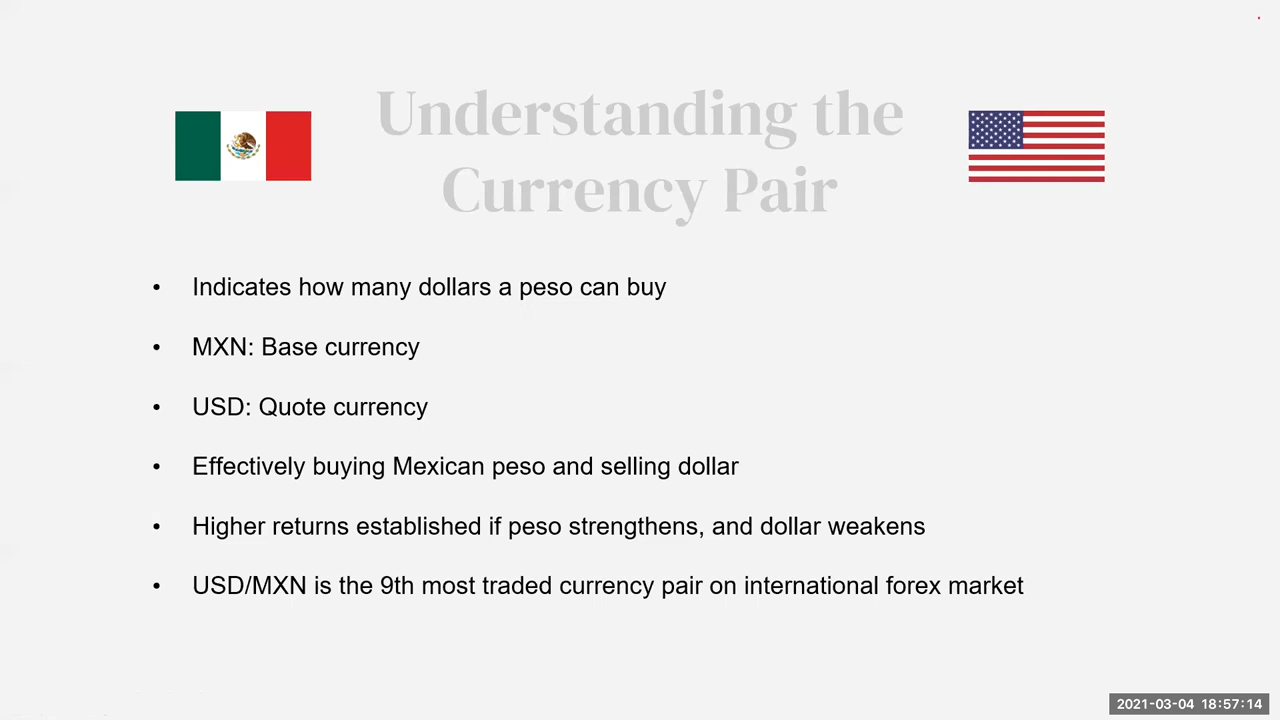 Understanding the
Currency Pair
• Indicates how many dollars a peso can buy
• MXN: Base currency
• USD: Quote currency
• Effectively buying Mexican peso and selling dollar
• Higher returns established if peso strengthens, and dollar weakens
• USD/MXN is the 9th most traded currency pair on international forex market
2021-03-04 18:57:14